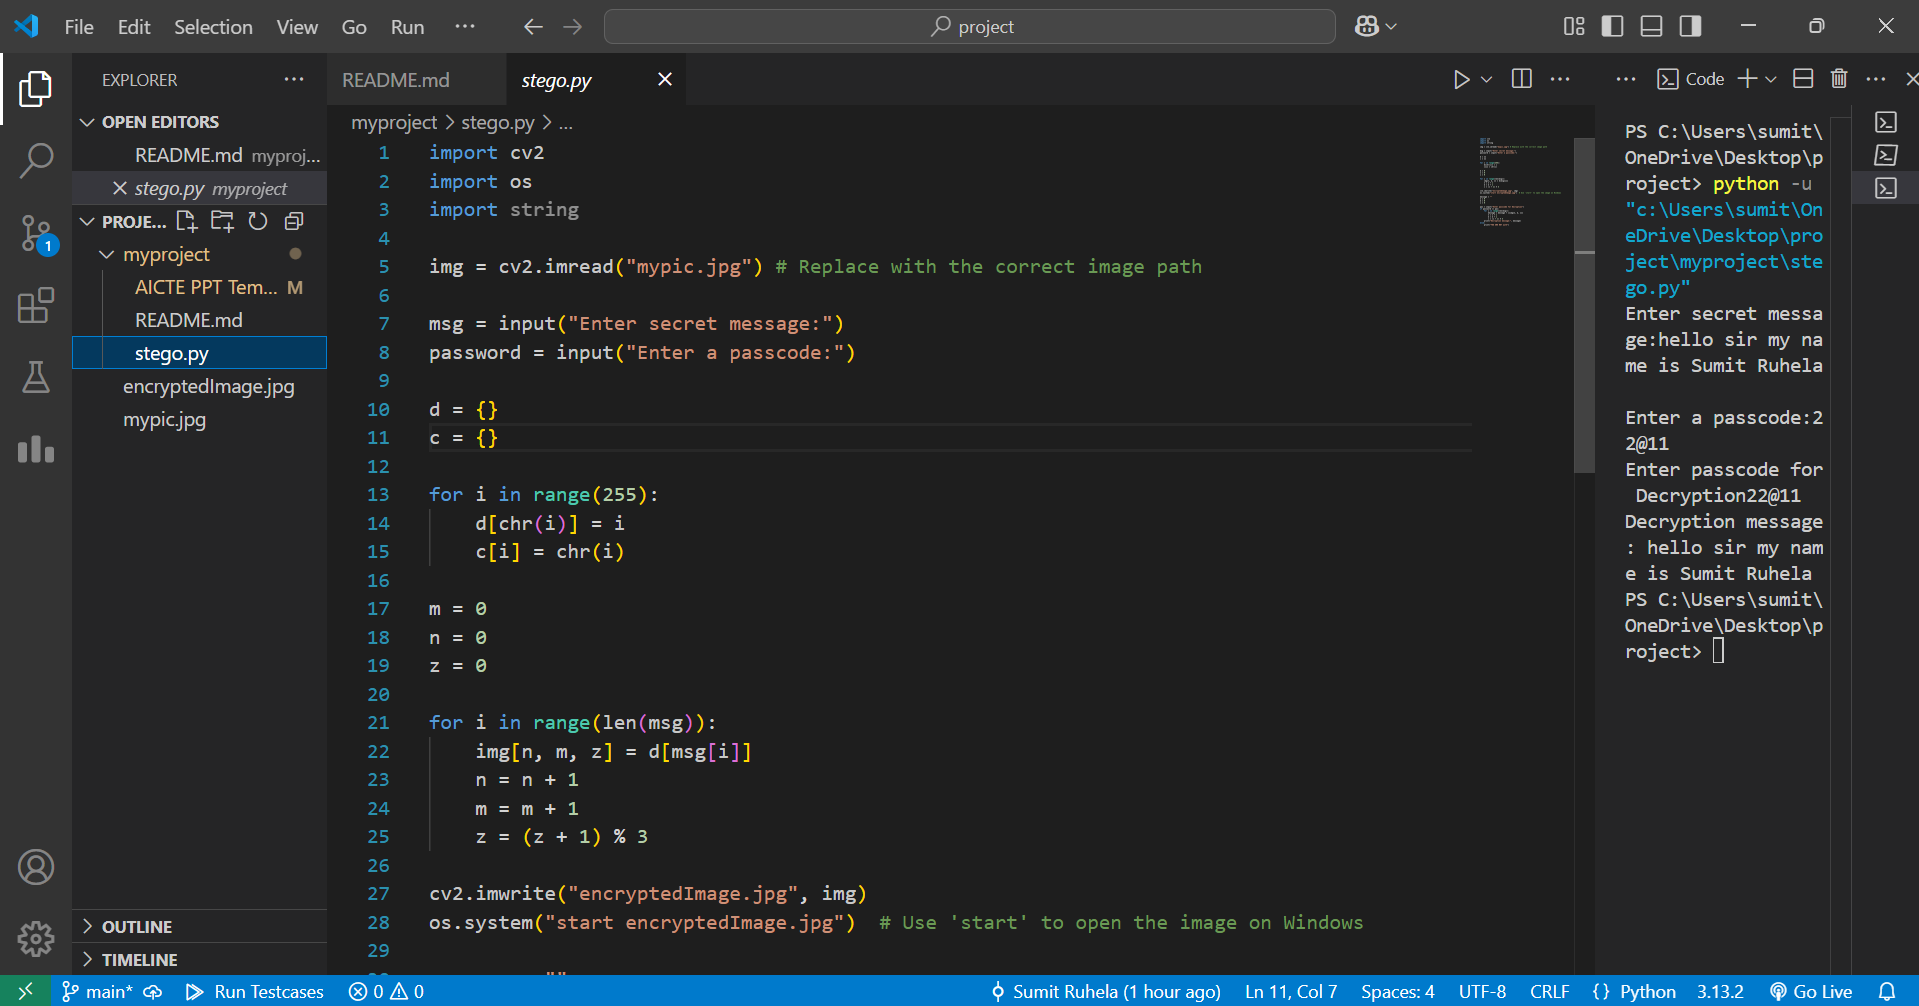 File Edit Selection View Go Run ··· project
EXPLORER ···
OPEN EDITORS
README.md myproj...
stego.py myproject
PROJE...
myproject
AICTE PPT Tem... M
README.md
stego.py
encryptedImage.jpg
mypic.jpg
OUTLINE
TIMELINE
1
README.md stego.py
myproject > stego.py > ...
1 import cv2
2 import os
3 import string
4
5 img = cv2.imread("mypic.jpg") # Replace with the correct image path
6
7 msg = input("Enter secret message:")
8 password = input("Enter a passcode:")
9
10 d = {}
11 c = {}
12
13 for i in range(255):
14 d[chr(i)] = i
15 c[i] = chr(i)
16
17 m = 0
18 n = 0
19 z = 0
20
21 for i in range(len(msg)):
22 img[n, m, z] = d[msg[i]]
23 n = n + 1
24 m = m + 1
25 z = (z + 1) % 3
26
27 cv2.imwrite("encryptedImage.jpg", img)
28 os.system("start encryptedImage.jpg") # Use 'start' to open the image on Windows
29
··· Code ···
PS C:\Users\sumit\
OneDrive\Desktop\p
roject> python -u
"c:\Users\sumit\On
eDrive\Desktop\pro
ject\myproject\ste
go.py"
Enter secret messa
ge:hello sir my na
me is Sumit Ruhela
Enter a passcode:2
2@11
Enter passcode for
Decryption22@11
Decryption message
: hello sir my nam
e is Sumit Ruhela
PS C:\Users\sumit\
OneDrive\Desktop\p
roject>
main* Run Testcases 0 0 Sumit Ruhela (1 hour ago) Ln 11, Col 7 Spaces: 4 UTF-8 CRLF {} Python 3.13.2 Go Live